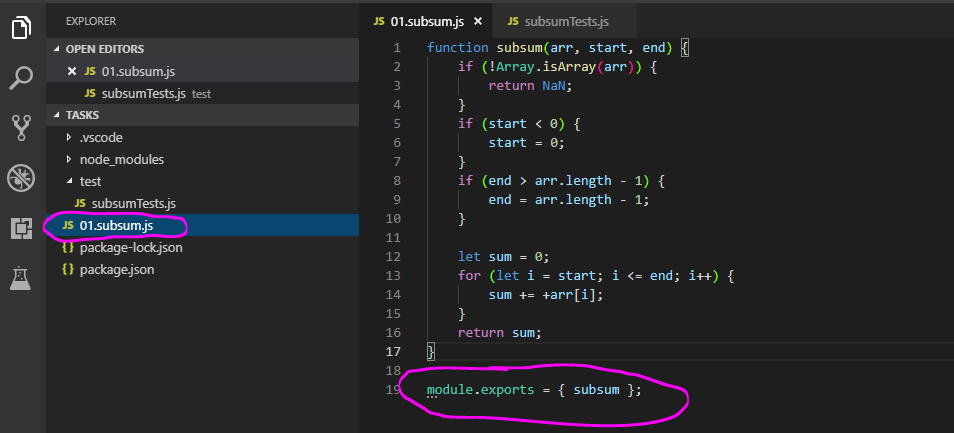 EXPLORER
OPEN EDITORS
JS 01.subsum.js
JS subsumTests.js test
TASKS
.vscode
node_modules
test
JS subsumTests.js
JS 01.subsum.js
{} package-lock.json
{} package.json
JS 01.subsum.js
JS subsumTests.js
1 function subsum(arr, start, end) {
2 if (!Array.isArray(arr)) {
3 return NaN;
4 }
5 if (start < 0) {
6 start = 0;
7 }
8 if (end > arr.length - 1) {
9 end = arr.length - 1;
10 }
11
12 let sum = 0;
13 for (let i = start; i <= end; i++) {
14 sum += +arr[i];
15 }
16 return sum;
17 }
18
19 module.exports = { subsum };